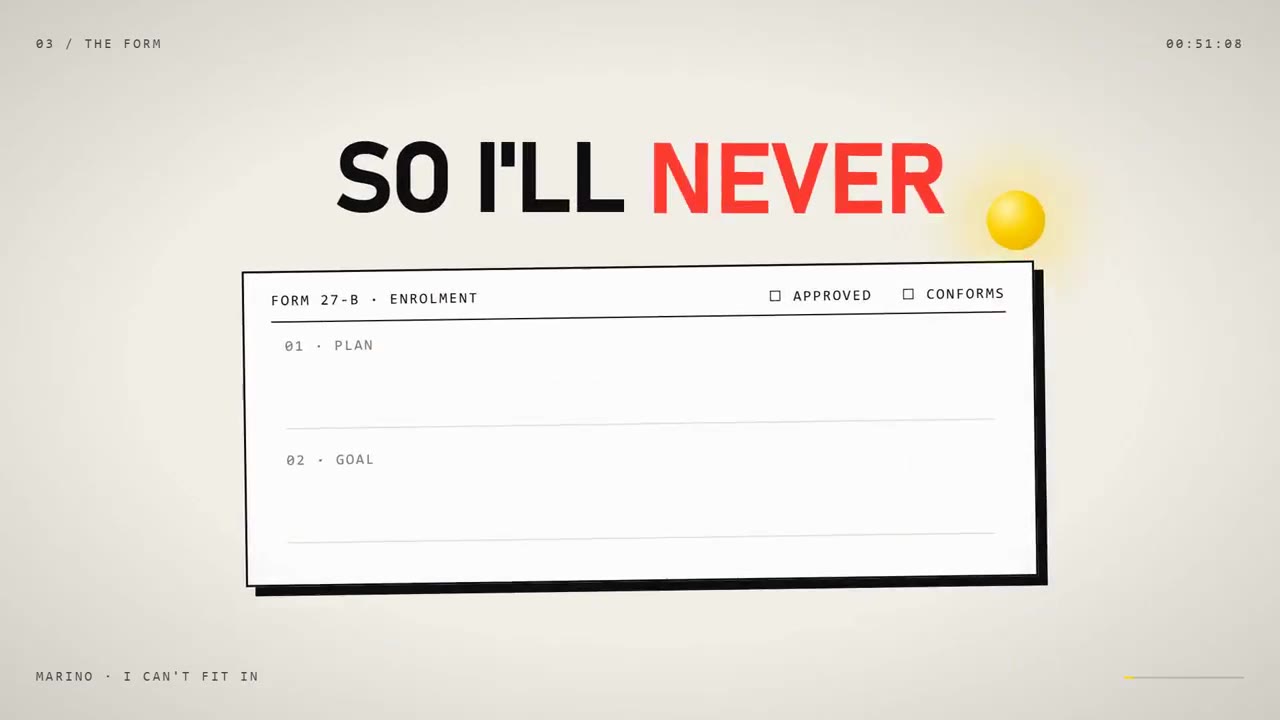 03 / THE FORM
00:51:08
SO I'LL NEVER
FORM 27-B · ENROLMENT
☐ APPROVED ☐ CONFORMS
01 · PLAN
02 · GOAL
MARINO · I CAN'T FIT IN